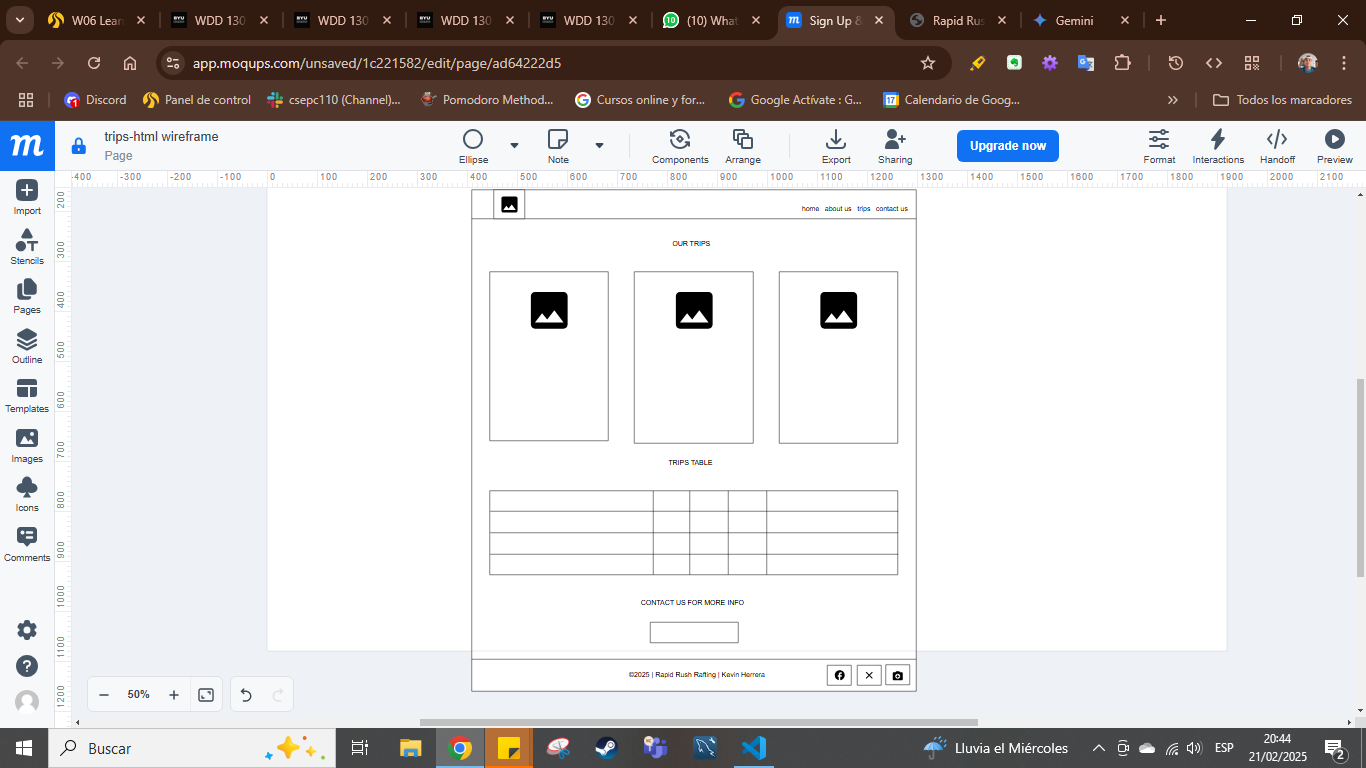 W06 Lear
WDD 130
WDD 130
WDD 130
WDD 130
(10) What
Sign Up &
Rapid Rus
Gemini
app.moqups.com/unsaved/1c221582/edit/page/ad64222d5
Discord
Panel de control
csepc110 (Channel)...
Pomodoro Method...
Cursos online y for...
Google Actívate : G...
Calendario de Goog...
Todos los marcadores
m
trips-html wireframe
Page
Ellipse
Note
Components
Arrange
Export
Sharing
Upgrade now
Format
Interactions
Handoff
Preview
-400 -300 -200 -100 0 100 200 300 400 500 600 700 800 900 1000 1100 1200 1300 1400 1500 1600 1700 1800 1900 2000 2100
200
300
400
500
600
700
800
900
1000
1100
1200
Import
Stencils
Pages
Outline
Templates
Images
Icons
Comments
home about us trips contact us
OUR TRIPS
TRIPS TABLE
CONTACT US FOR MORE INFO
©2025 | Rapid Rush Rafting | Kevin Herrera
50%
Buscar
Lluvia el Miércoles
ESP
20:44
21/02/2025
2